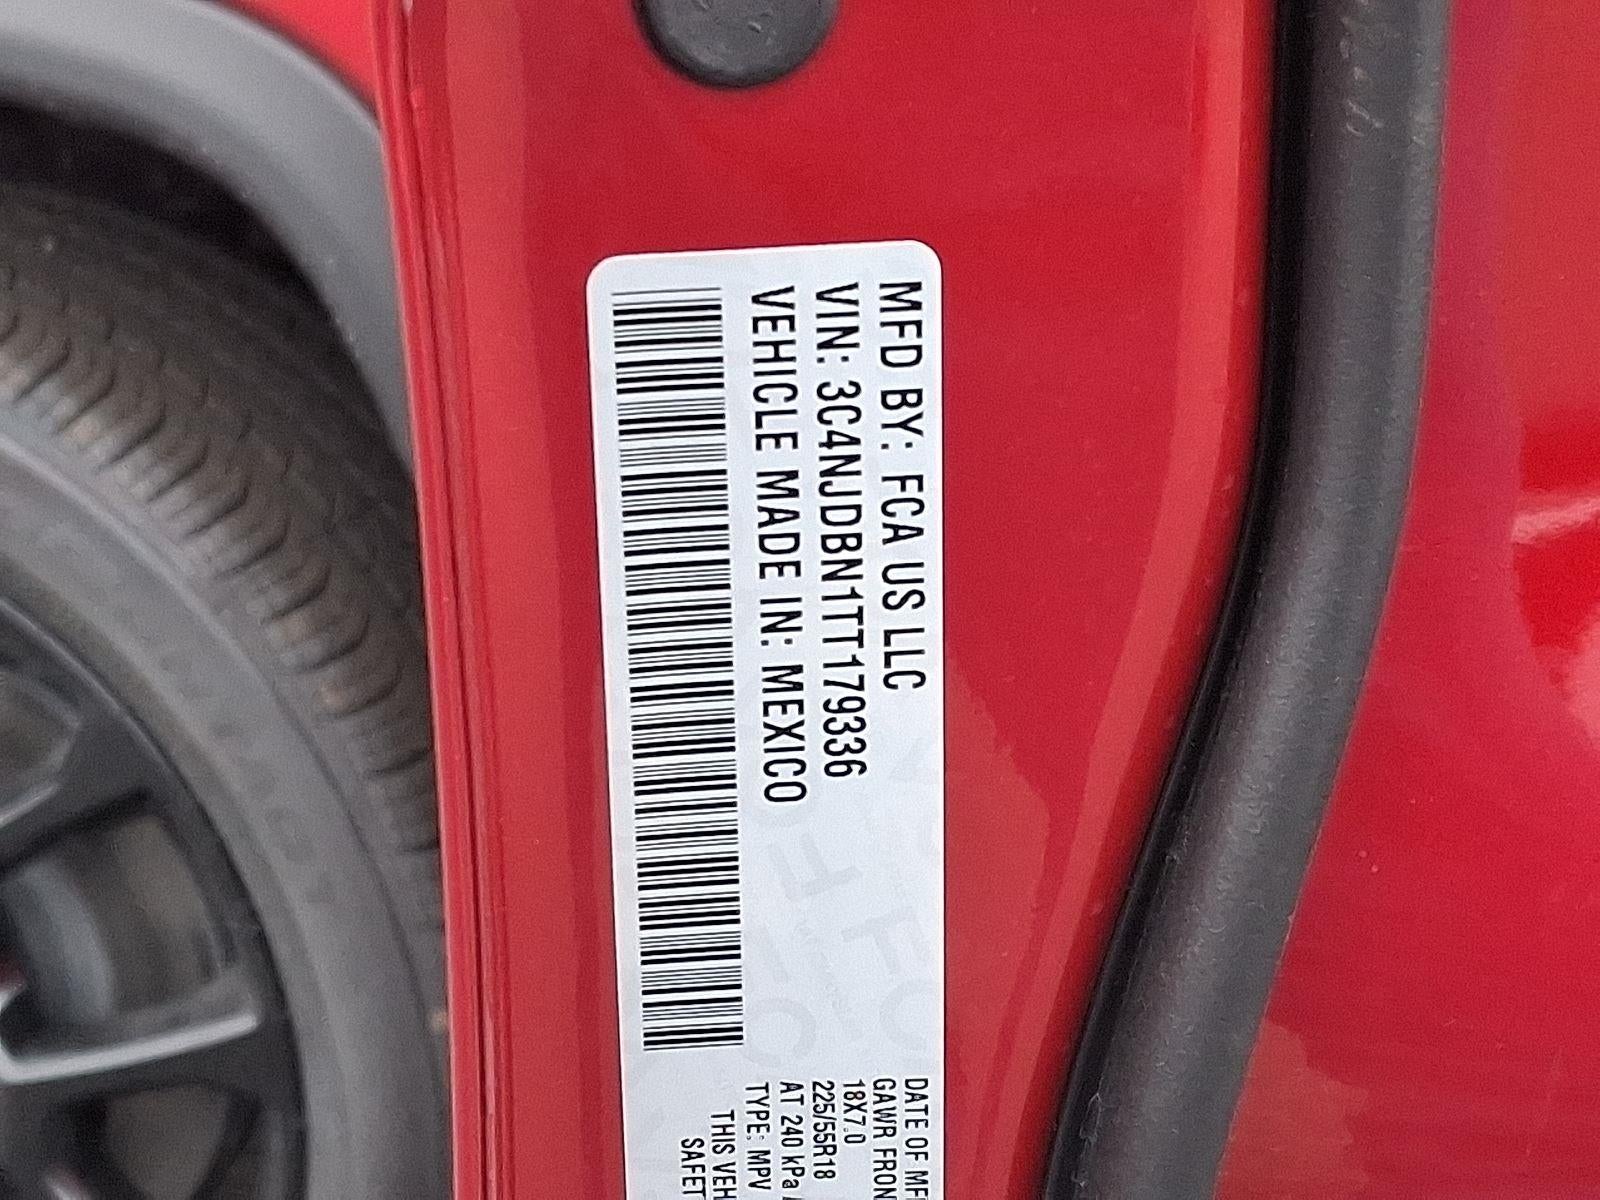 MFD BY: FCA US LLC
VIN: 3C4NJDBN1TT179336
VEHICLE MADE IN: MEXICO
DATE OF
GAWR FRON
18X7.0
225/55R18
AT 240 kPa
TYPE: MPV
THIS VEH
SAFET